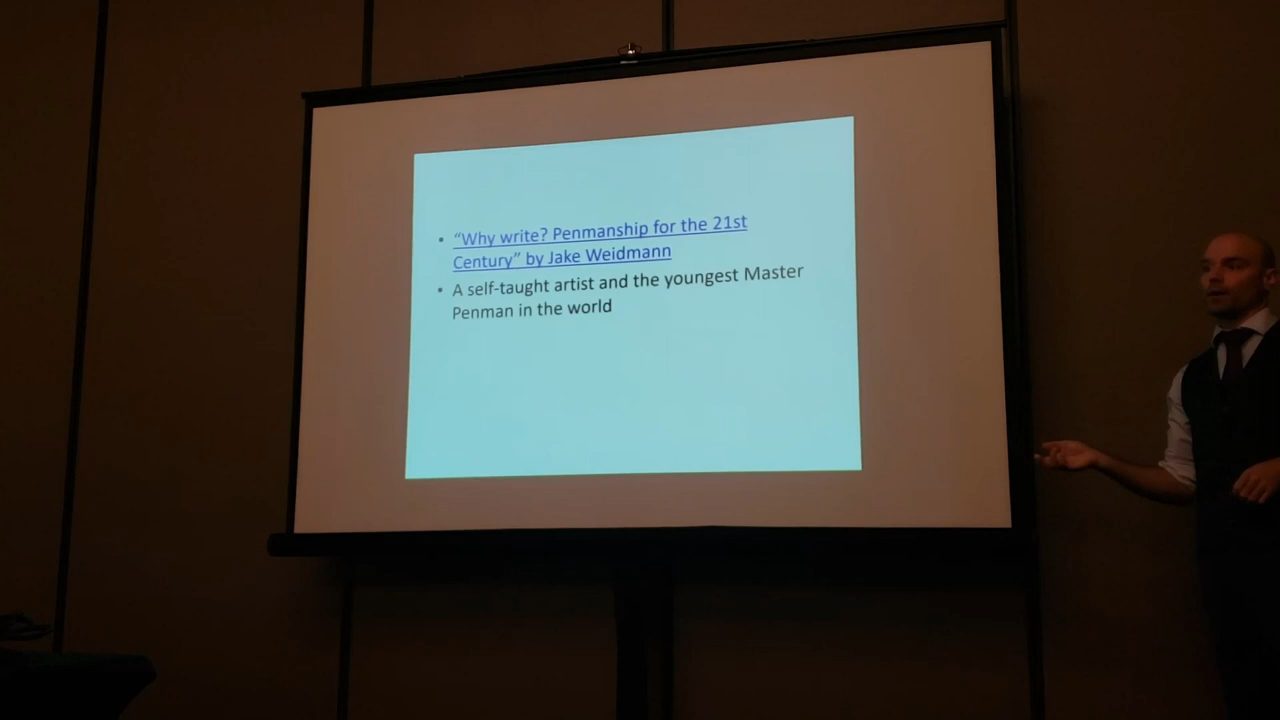 • “Why write? Penmanship for the 21st
Century” by Jake Weidmann
• A self-taught artist and the youngest Master
Penman in the world